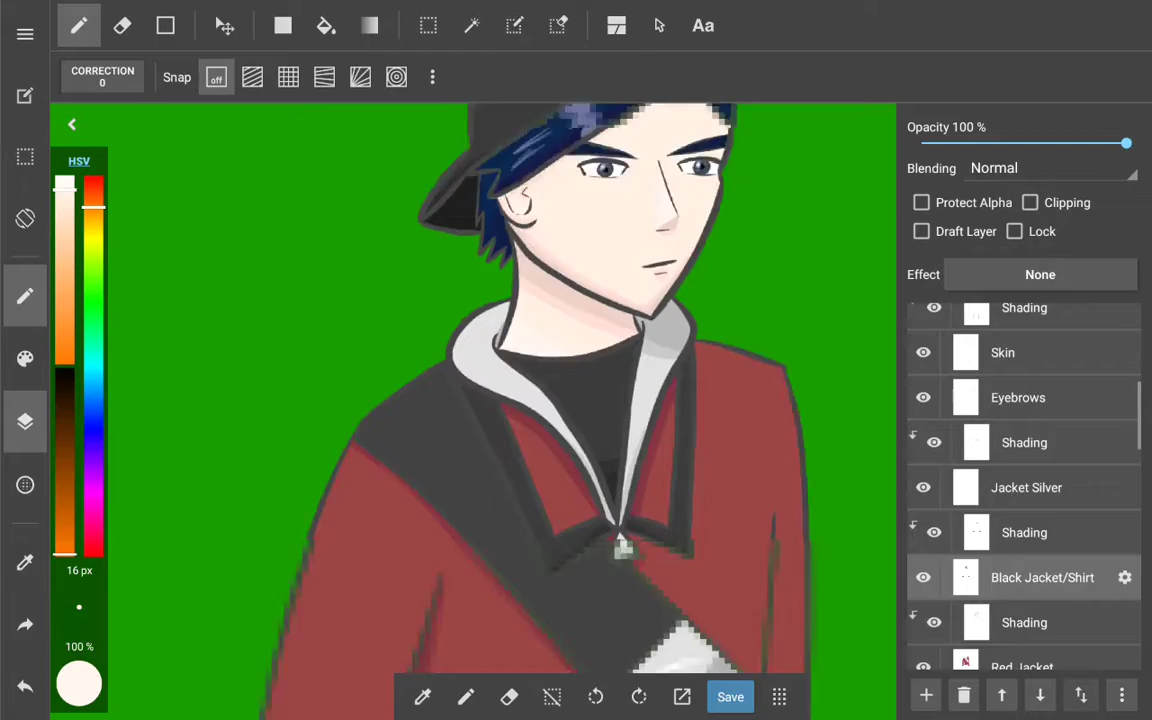 Aa
CORRECTION
0
Snap
off
HSV
16 px
100 %
Save
Opacity 100 %
Blending
Normal
Protect Alpha
Clipping
Draft Layer
Lock
Effect
None
Shading
Skin
Eyebrows
Shading
Jacket Silver
Shading
Black Jacket/Shirt
Shading
Red Jacket